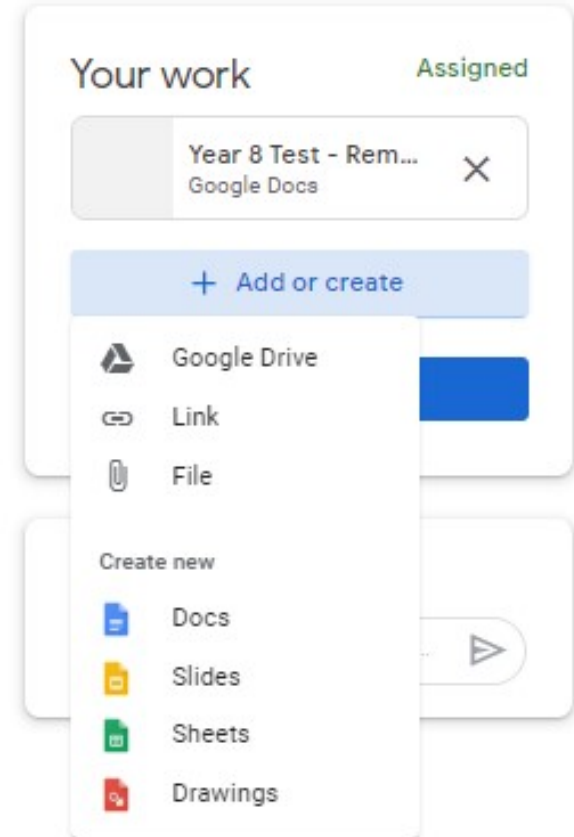 Your work
Assigned
Year 8 Test - Rem...
Google Docs
+ Add or create
Google Drive
Link
File
Create new
Docs
Slides
Sheets
Drawings